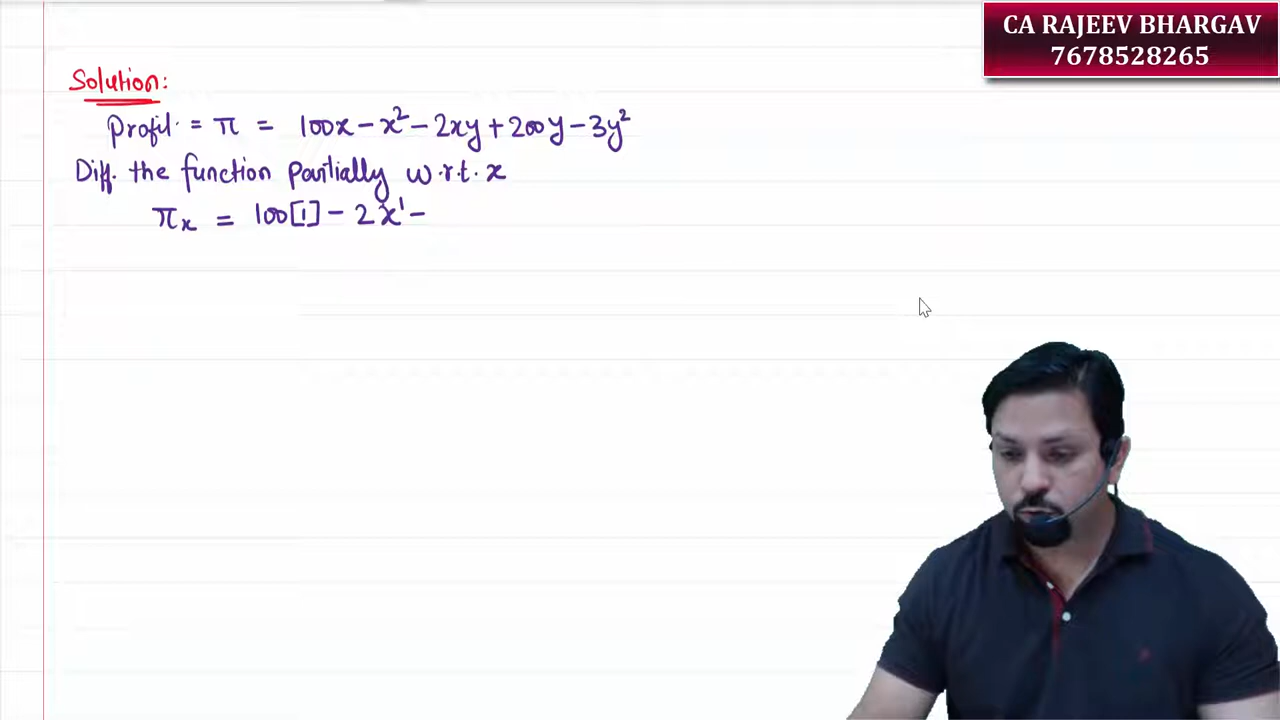 CA RAJEEV BHARGAV
7678528265
Solution:
Profit = π = 100x - x² - 2xy + 200y - 3y²
Diff. the function partially w.r.t. x
πₓ = 100[1] - 2x¹ -